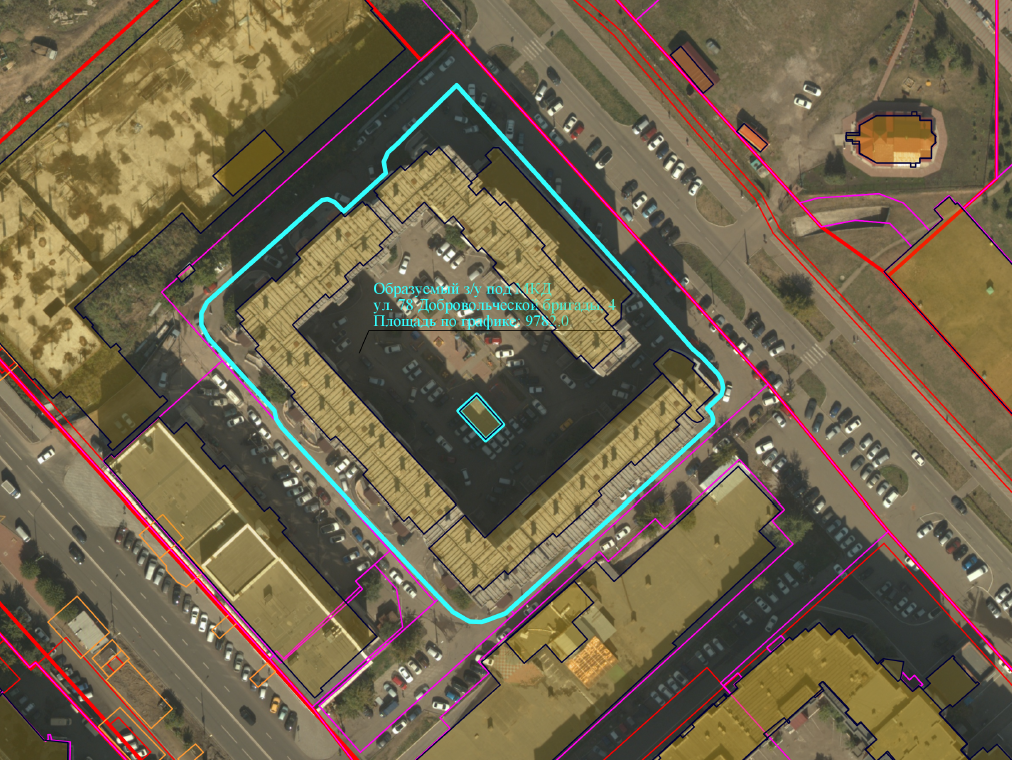 Образуемый з/у под МКД
ул. 78 Добровольческой бригады, 4
Площадь по графике: 9782.0